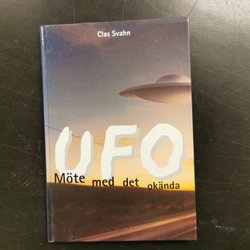 Clas Svahn
UFO
Möte med det okända